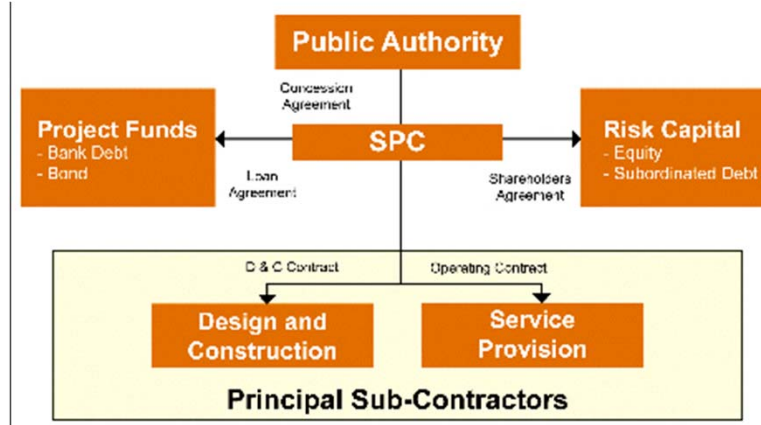 Public Authority
Concession
Agreement
Project Funds
- Bank Debt
- Bond
SPC
Risk Capital
- Equity
- Subordinated Debt
Loan
Agreement
Shareholders
Agreement
D & C Contract
Operating Contract
Design and
Construction
Service
Provision
Principal Sub-Contractors